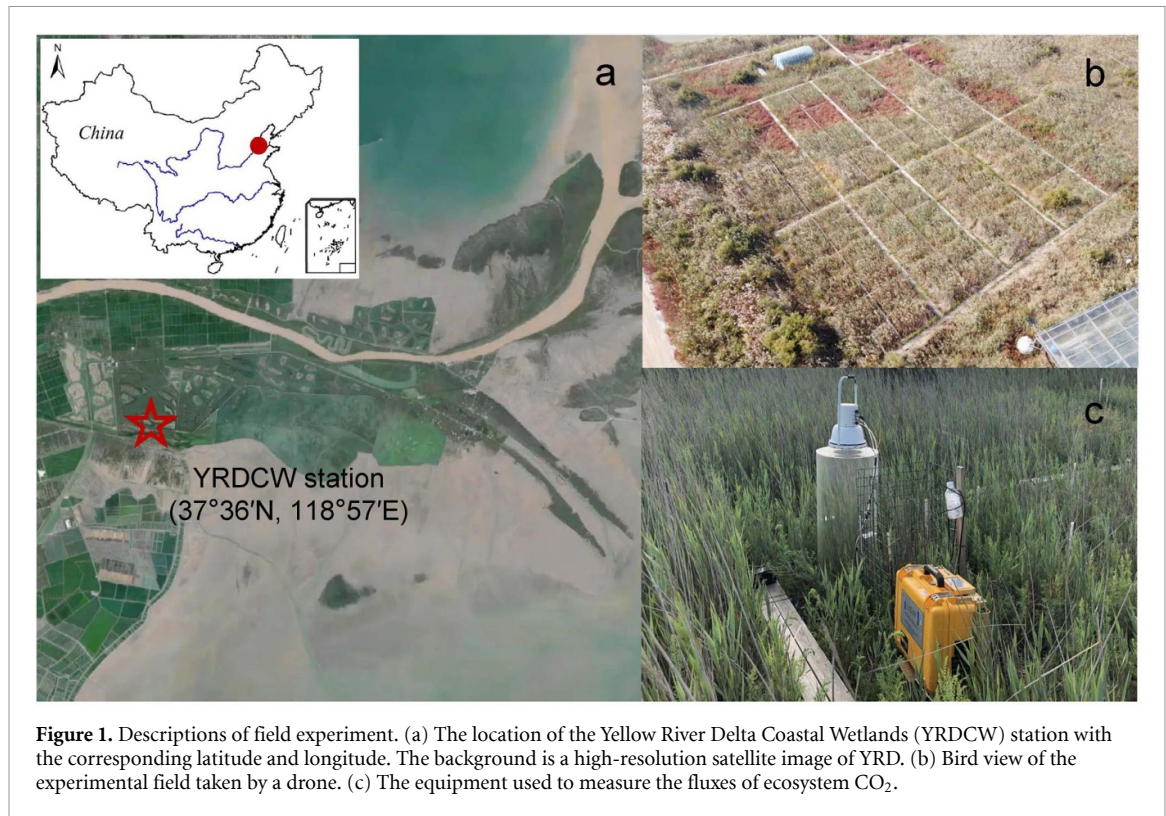 N
China
a
b
YRDCW station
(37°36′N, 118°57′E)
c
Figure 1. Descriptions of field experiment. (a) The location of the Yellow River Delta Coastal Wetlands (YRDCW) station with
the corresponding latitude and longitude. The background is a high-resolution satellite image of YRD. (b) Bird view of the
experimental field taken by a drone. (c) The equipment used to measure the fluxes of ecosystem CO₂.